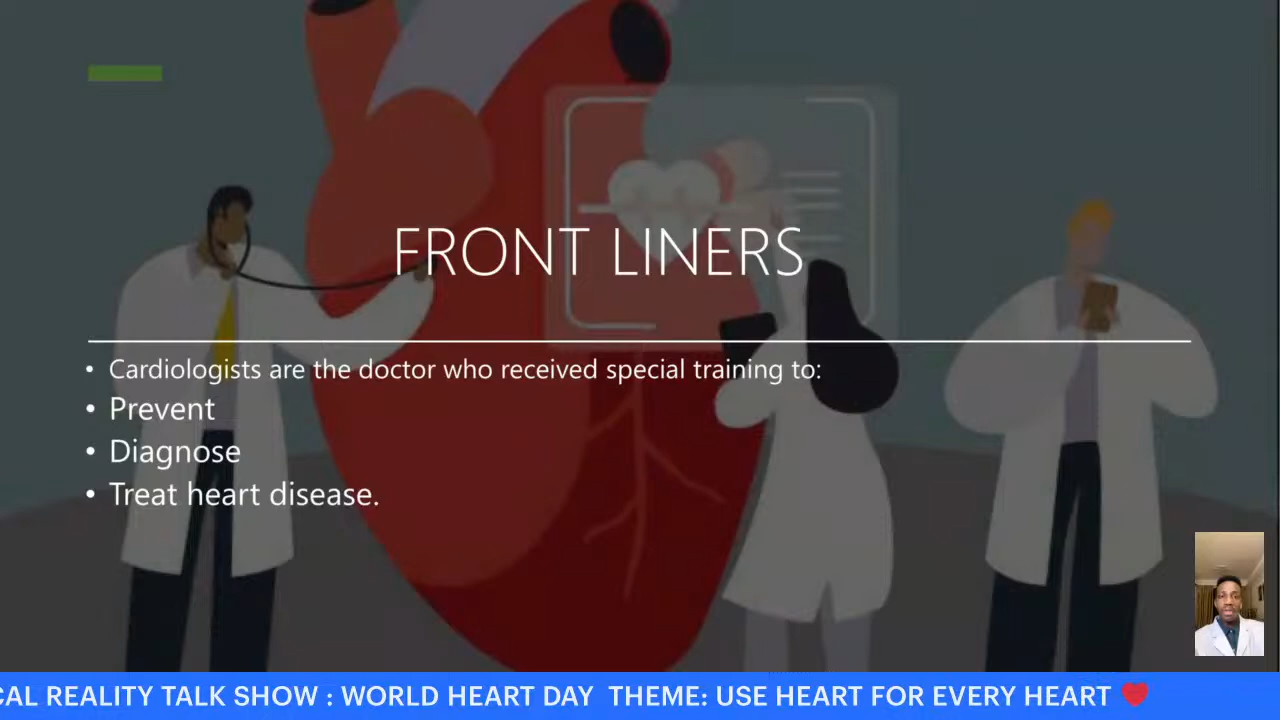 FRONT LINERS
• Cardiologists are the doctor who received special training to:
• Prevent
• Diagnose
• Treat heart disease.
CAL REALITY TALK SHOW : WORLD HEART DAY THEME: USE HEART FOR EVERY HEART ❤️